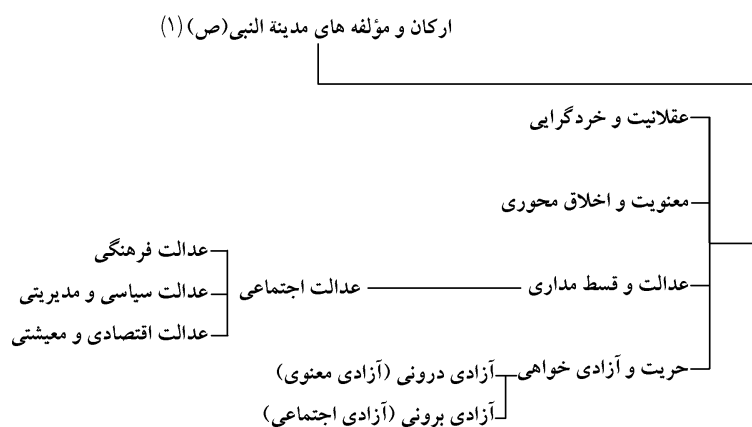 ارکان و مؤلفه های مدینة النبی(ص) (۱)
عقلانیت و خردگرایی
معنویت و اخلاق محوری
عدالت و قسط مداری
عدالت اجتماعی
عدالت فرهنگی
عدالت سیاسی و مدیریتی
عدالت اقتصادی و معیشتی
حریت و آزادی خواهی
آزادی درونی (آزادی معنوی)
آزادی برونی (آزادی اجتماعی)